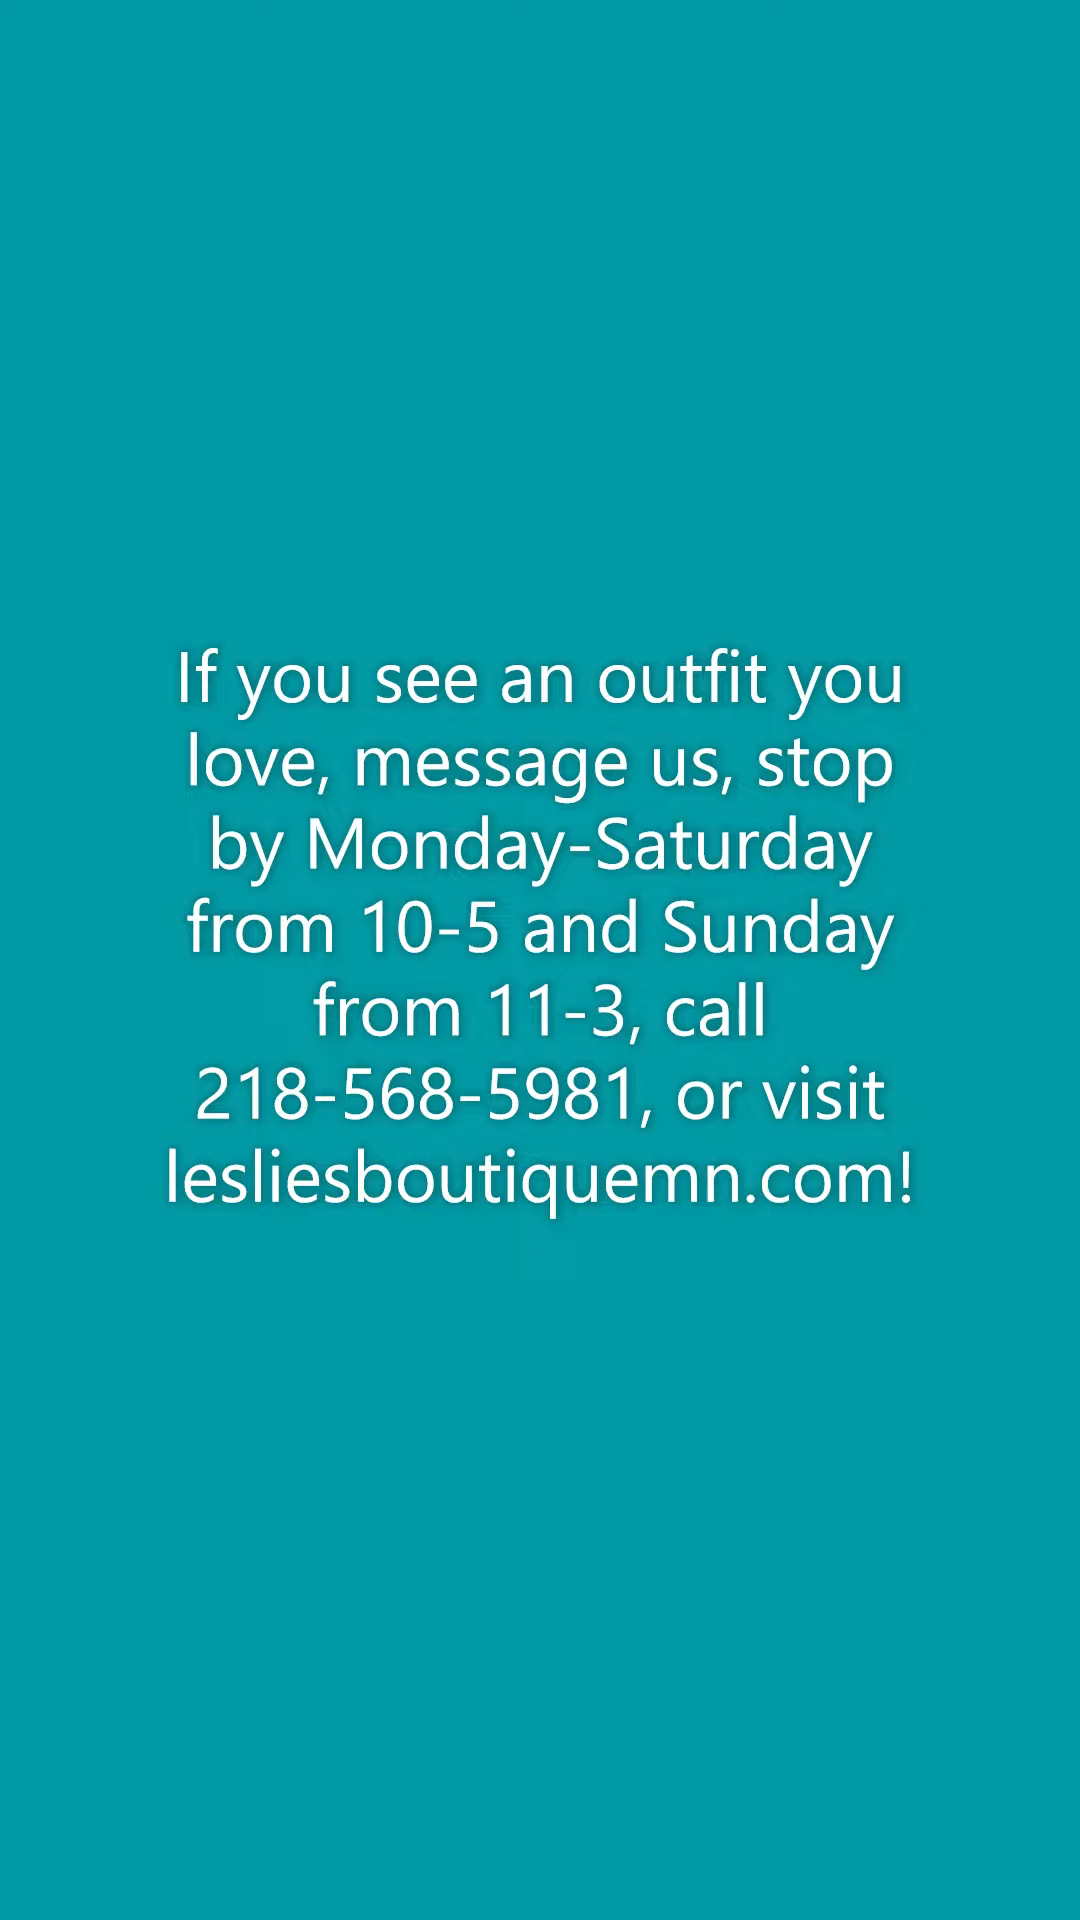 If you see an outfit you
love, message us, stop
by Monday-Saturday
from 10-5 and Sunday
from 11-3, call
218-568-5981, or visit
lesliesboutiquemn.com!